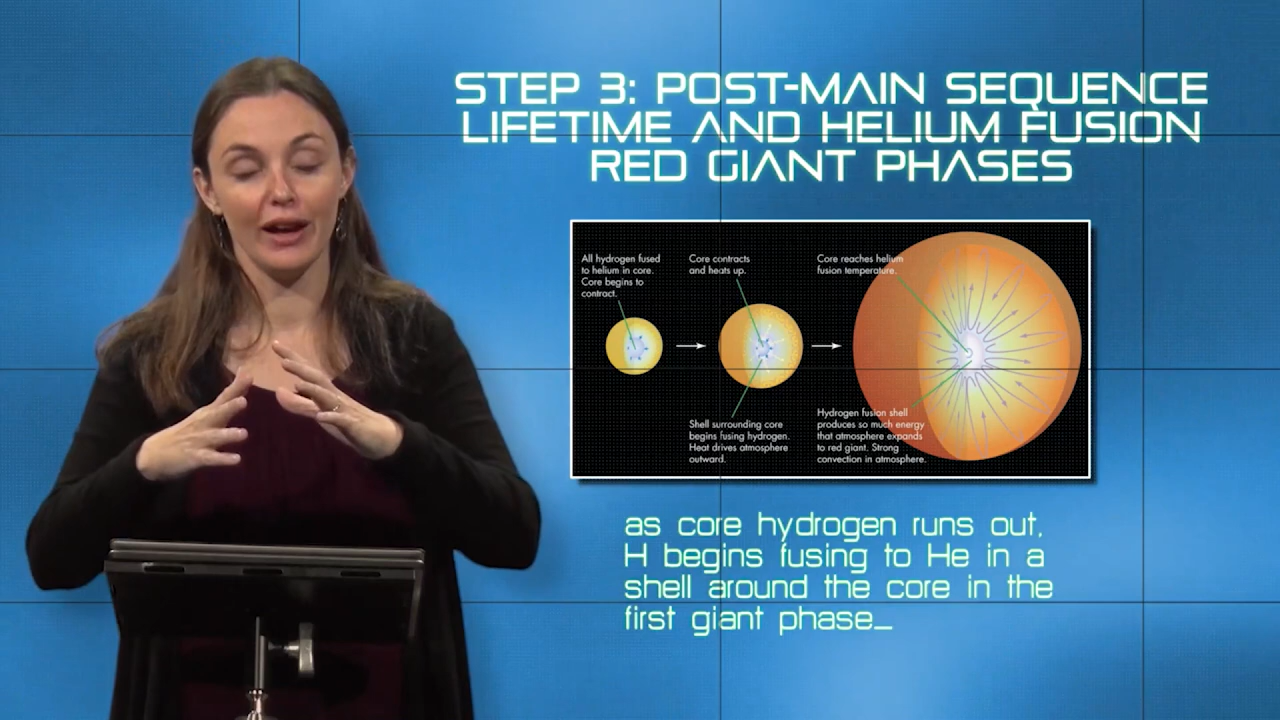 STEP 3: POST-MAIN SEQUENCE
LIFETIME AND HELIUM FUSION
RED GIANT PHASES
All hydrogen fused
to helium in core.
Core begins to
contract.
Core contracts
and heats up.
Core reaches helium
fusion temperature.
Shell surrounding core
begins fusing hydrogen.
Heat drives atmosphere
outward.
Hydrogen fusion shell
produces so much energy
that atmosphere expands
to red giant. Strong
convection in atmosphere.
as core hydrogen runs out,
H begins fusing to He in a
shell around the core in the
first giant phase_